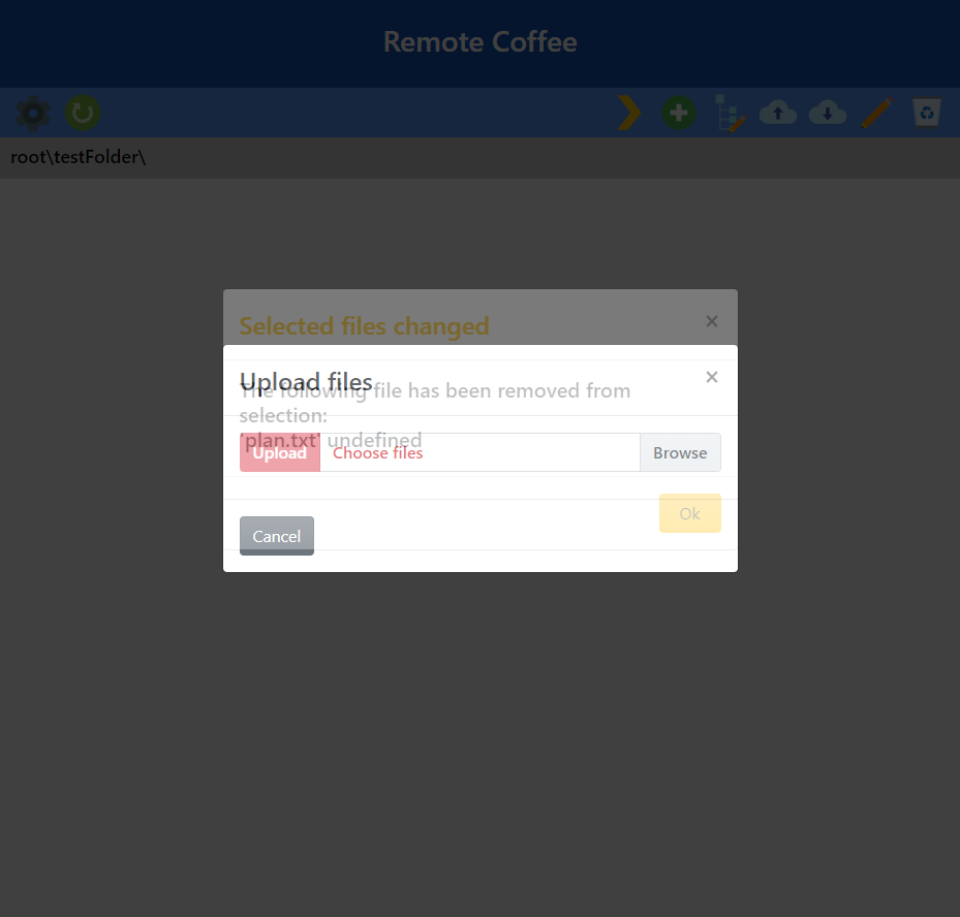 Remote Coffee
root\testFolder\
Selected files changed
×
Upload files
×
The following file has been removed from
selection:
'plan.txt' undefined
Upload
Choose files
Browse
Ok
Cancel